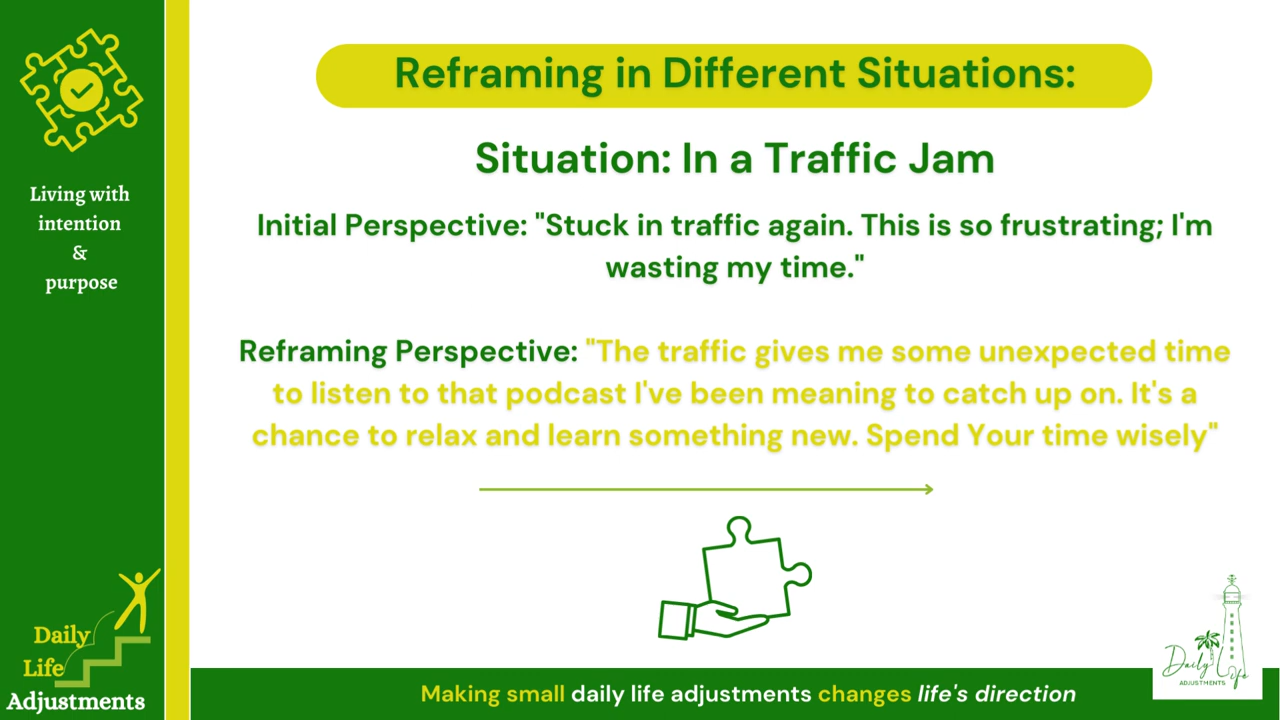 Living with
intention
&
purpose
Reframing in Different Situations:
Situation: In a Traffic Jam
Initial Perspective: "Stuck in traffic again. This is so frustrating; I'm
wasting my time."
Reframing Perspective: "The traffic gives me some unexpected time
to listen to that podcast I've been meaning to catch up on. It's a
chance to relax and learn something new. Spend Your time wisely"
Daily
Life
Adjustments
Making small daily life adjustments changes life's direction
Daily Life
ADJUSTMENTS